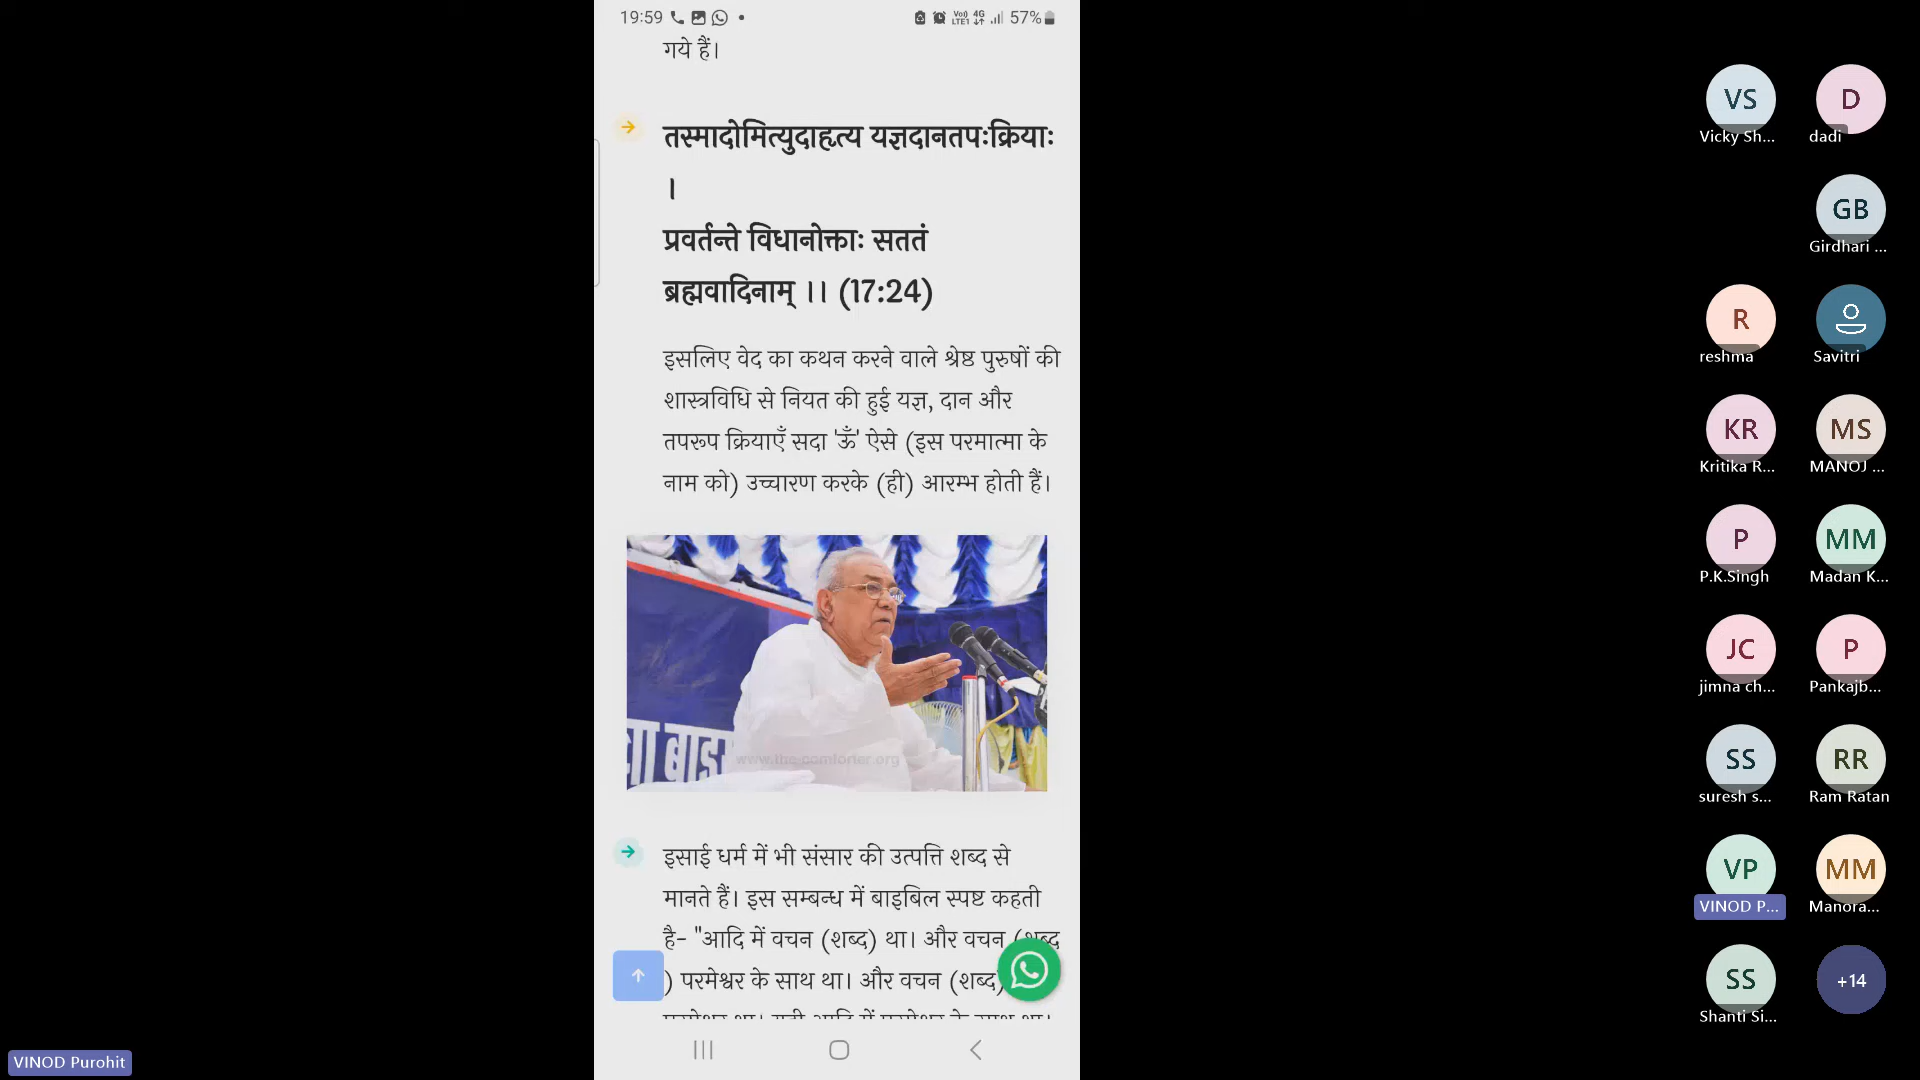 19:59
Vo) 4G
LTE1
57%
गये हैं।
तस्मादोमित्युदाहृत्य यज्ञदानतपःक्रियाः
।
प्रवर्तन्ते विधानोक्ताः सततं
ब्रह्मवादिनाम् ।। (17:24)
इसलिए वेद का कथन करने वाले श्रेष्ठ पुरुषों की
शास्त्रविधि से नियत की हुई यज्ञ, दान और
तपरूप क्रियाएँ सदा 'ऊँ' ऐसे (इस परमात्मा के
नाम को) उच्चारण करके (ही) आरम्भ होती हैं।
www.the-comforter.org
इसाई धर्म में भी संसार की उत्पत्ति शब्द से
मानते हैं। इस सम्बन्ध में बाइबिल स्पष्ट कहती
है- "आदि में वचन (शब्द) था। और वचन (शब्द
) परमेश्वर के साथ था। और वचन (शब्द)
VS
Vicky Sh...
D
dadi
GB
Girdhari ...
R
reshma
Savitri
KR
Kritika R...
MS
MANOJ ...
P
P.K.Singh
MM
Madan K...
JC
jimna ch...
P
Pankajb...
SS
suresh s...
RR
Ram Ratan
VP
VINOD P...
MM
Manora...
SS
Shanti Si...
+14
VINOD Purohit